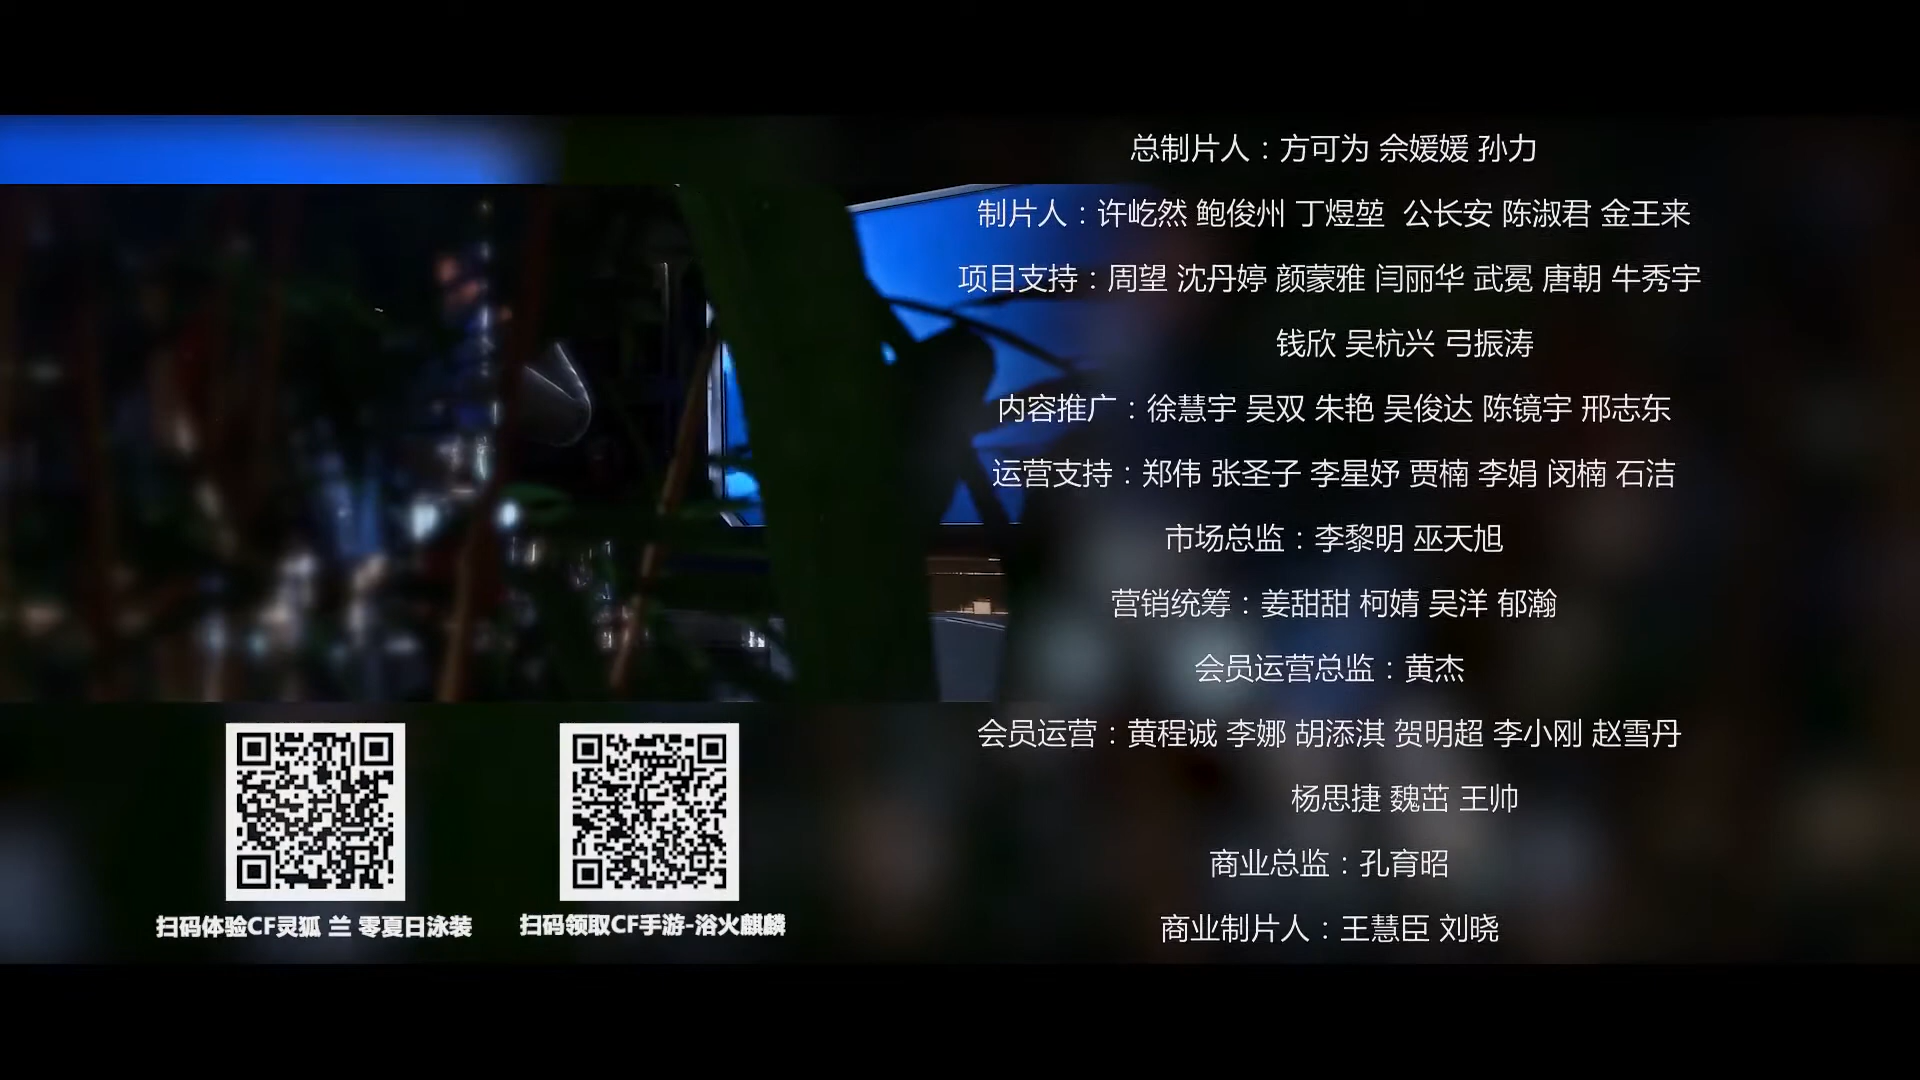 总制片人：方可为 佘媛媛 孙力
制片人：许屹然 鲍俊州 丁煜堃 公长安 陈淑君 金王来
项目支持：周望 沈丹婷 颜蒙雅 闫丽华 武冕 唐朝 牛秀宇
钱欣 吴杭兴 弓振涛
内容推广：徐慧宇 吴双 朱艳 吴俊达 陈镜宇 邢志东
运营支持：郑伟 张圣子 李星妤 贾楠 李娟 闵楠 石洁
市场总监：李黎明 巫天旭
营销统筹：姜甜甜 柯婧 吴洋 郁瀚
会员运营总监：黄杰
会员运营：黄程诚 李娜 胡添淇 贺明超 李小刚 赵雪丹
杨思捷 魏茁 王帅
商业总监：孔育昭
商业制片人：王慧臣 刘晓
扫码体验CF灵狐 兰 零夏日泳装
扫码领取CF手游-浴火麒麟